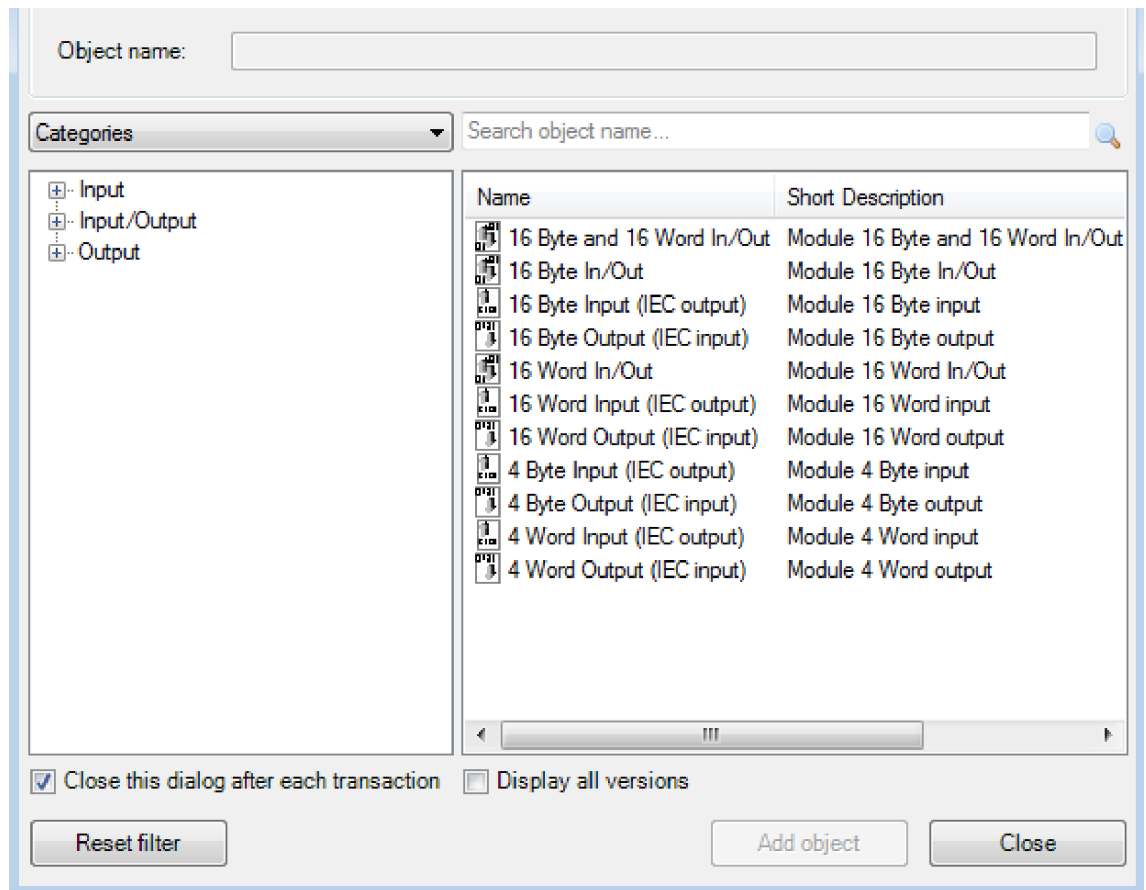 Object name:
Categories
Search object name...
Input
Input/Output
Output
Name Short Description
16 Byte and 16 Word In/Out Module 16 Byte and 16 Word In/Out
16 Byte In/Out Module 16 Byte In/Out
16 Byte Input (IEC output) Module 16 Byte input
16 Byte Output (IEC input) Module 16 Byte output
16 Word In/Out Module 16 Word In/Out
16 Word Input (IEC output) Module 16 Word input
16 Word Output (IEC input) Module 16 Word output
4 Byte Input (IEC output) Module 4 Byte input
4 Byte Output (IEC input) Module 4 Byte output
4 Word Input (IEC output) Module 4 Word input
4 Word Output (IEC input) Module 4 Word output
Close this dialog after each transaction
Display all versions
Reset filter
Add object
Close